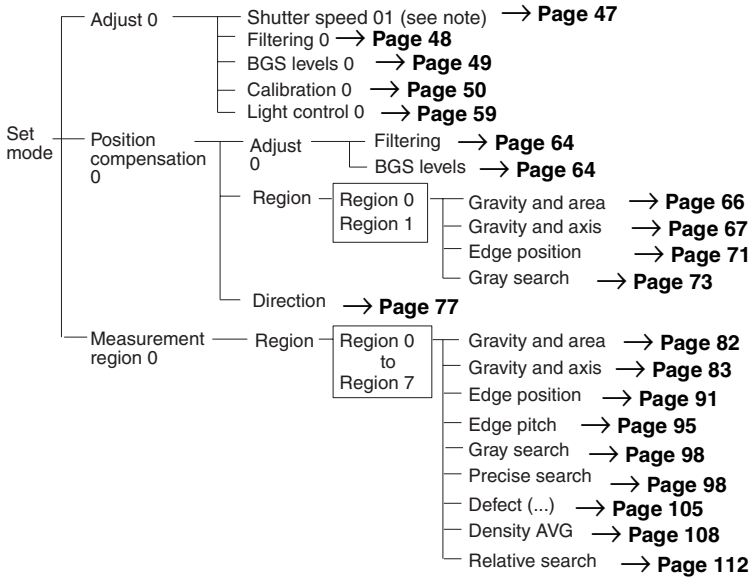 Adjust 0 Shutter speed 01 (see note) → Page 47
Filtering 0 → Page 48
BGS levels 0 → Page 49
Calibration 0 → Page 50
Light control 0 → Page 59
Set
mode
Position
compensation
0
Adjust
0
Filtering → Page 64
BGS levels → Page 64
Region
Region 0
Region 1
Gravity and area → Page 66
Gravity and axis → Page 67
Edge position → Page 71
Gray search → Page 73
Direction → Page 77
Measurement
region 0
Region
Region 0
to
Region 7
Gravity and area → Page 82
Gravity and axis → Page 83
Edge position → Page 91
Edge pitch → Page 95
Gray search → Page 98
Precise search → Page 98
Defect (...) → Page 105
Density AVG → Page 108
Relative search → Page 112